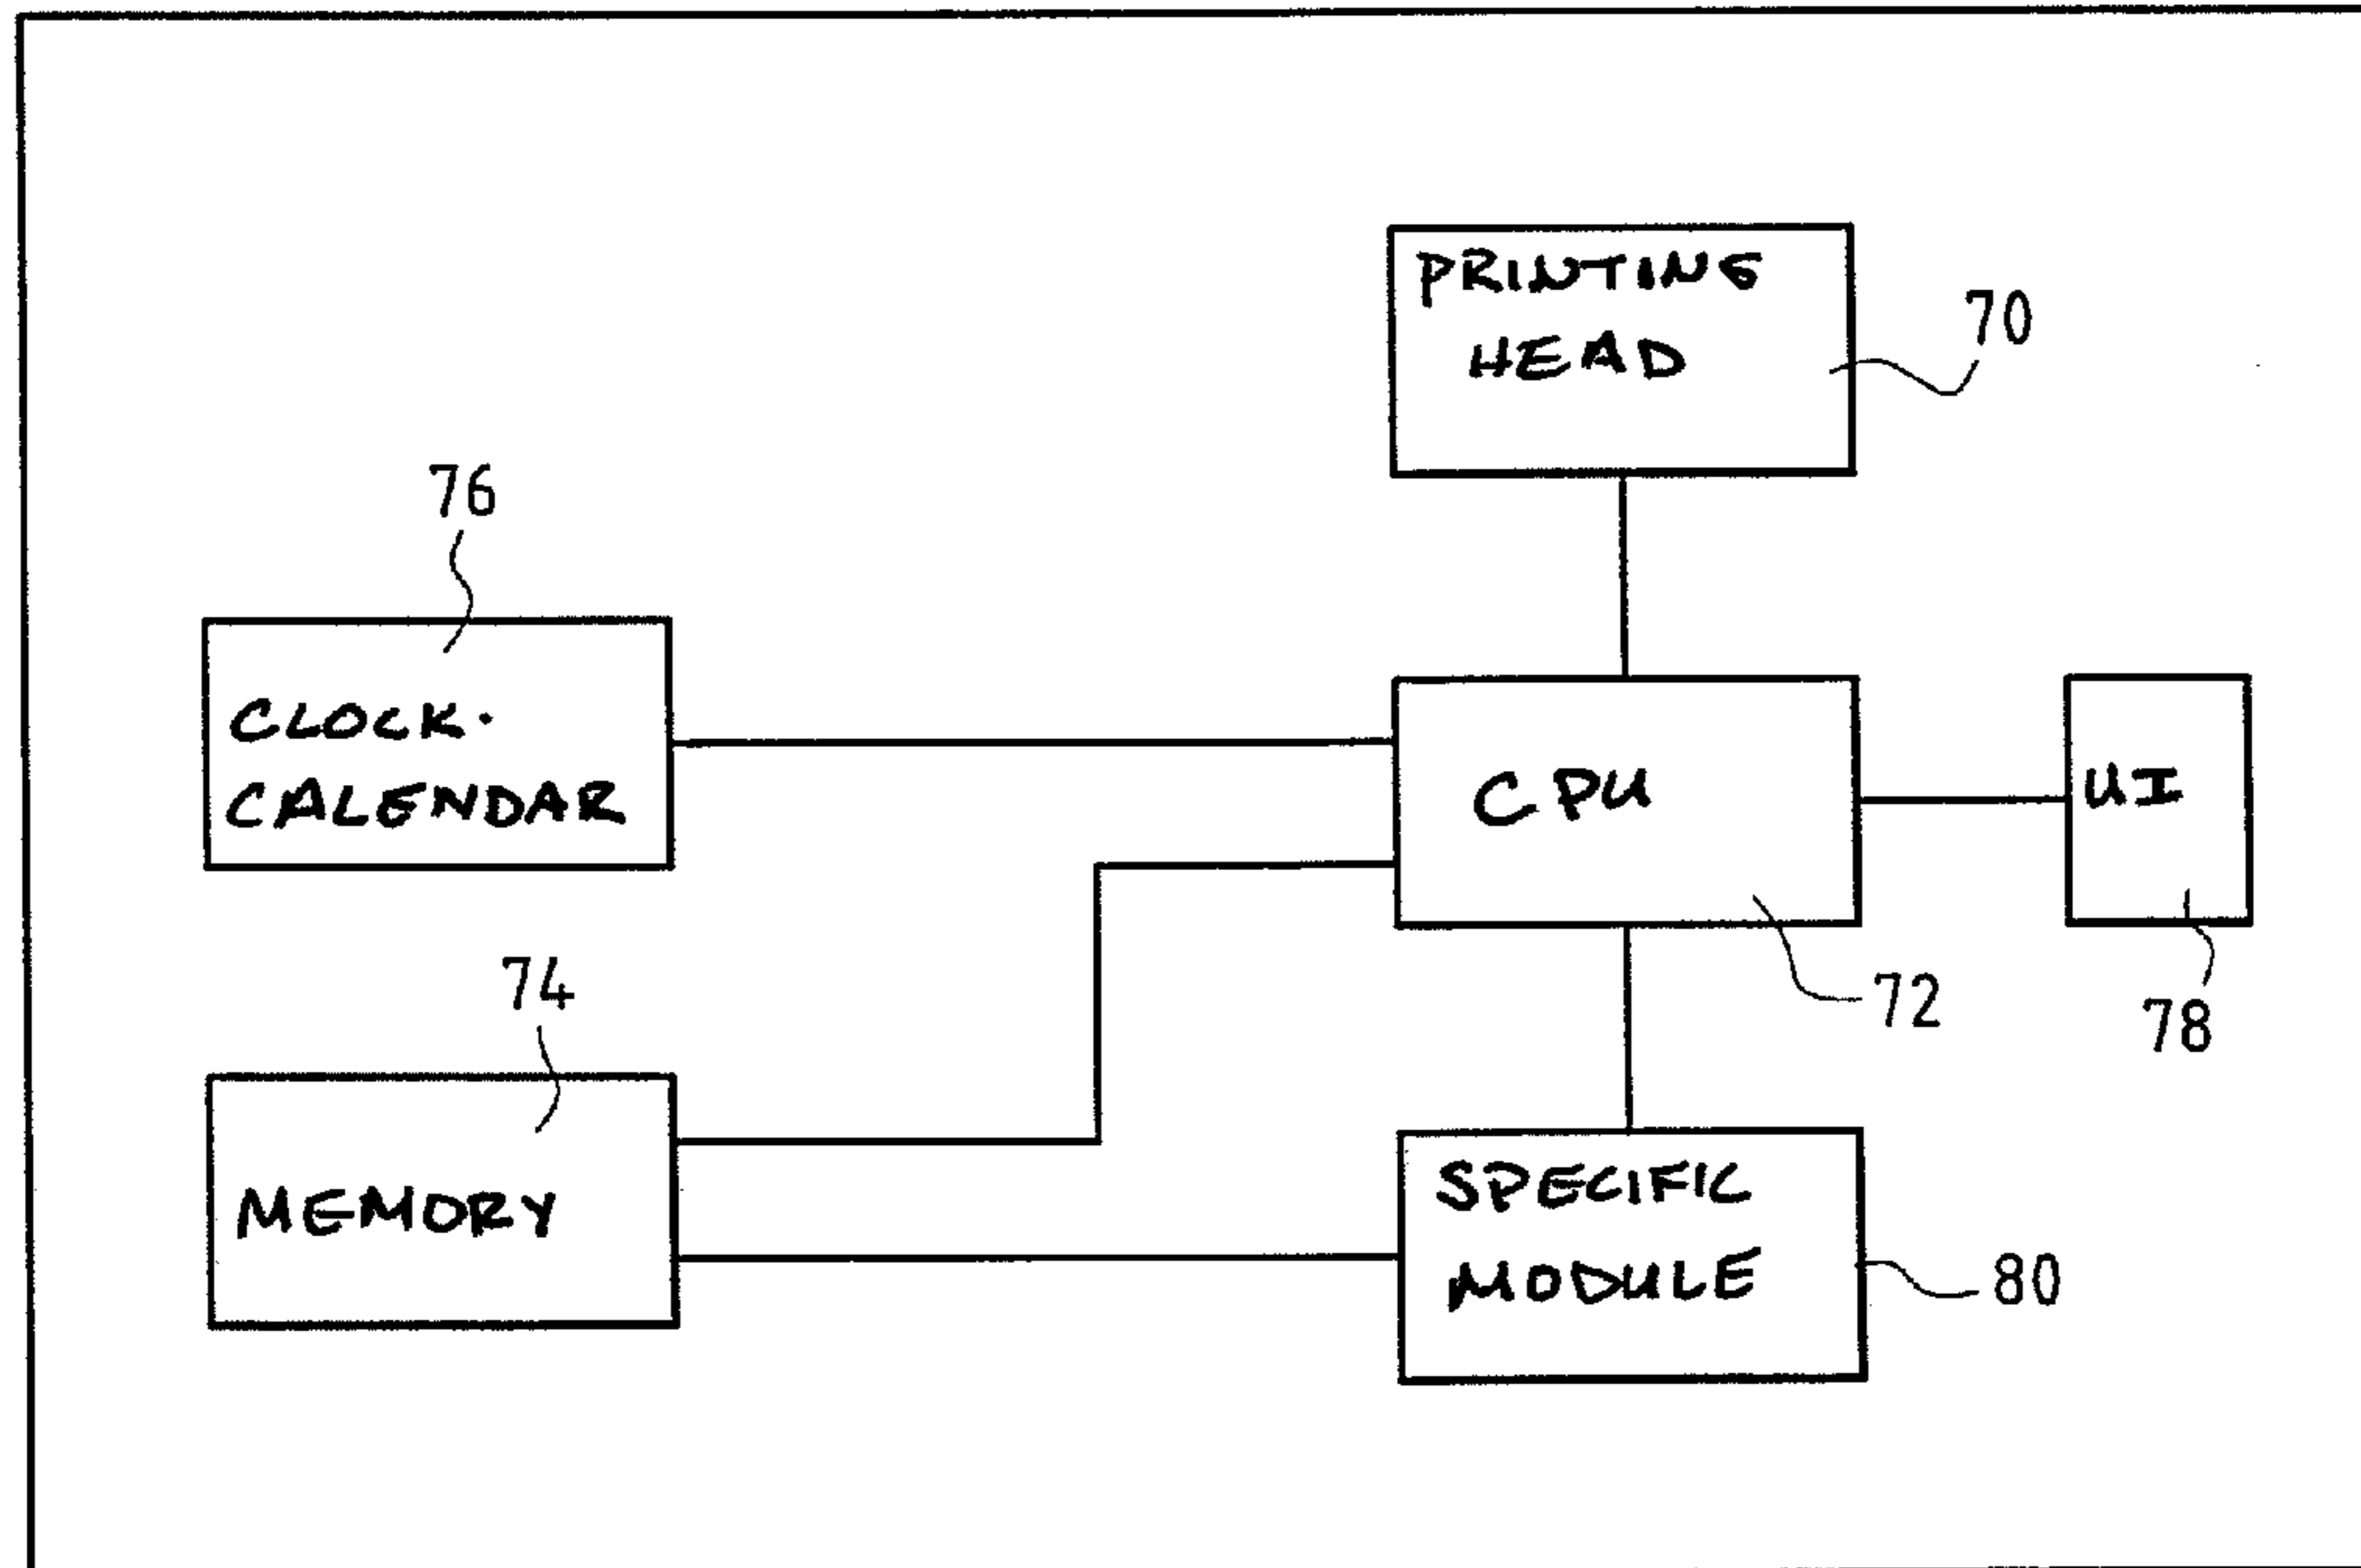 PRINTING
HEAD
70
76
CLOCK·
CALENDAR
CPU
UI
72
78
74
MEMORY
SPECIFIC
MODULE
80